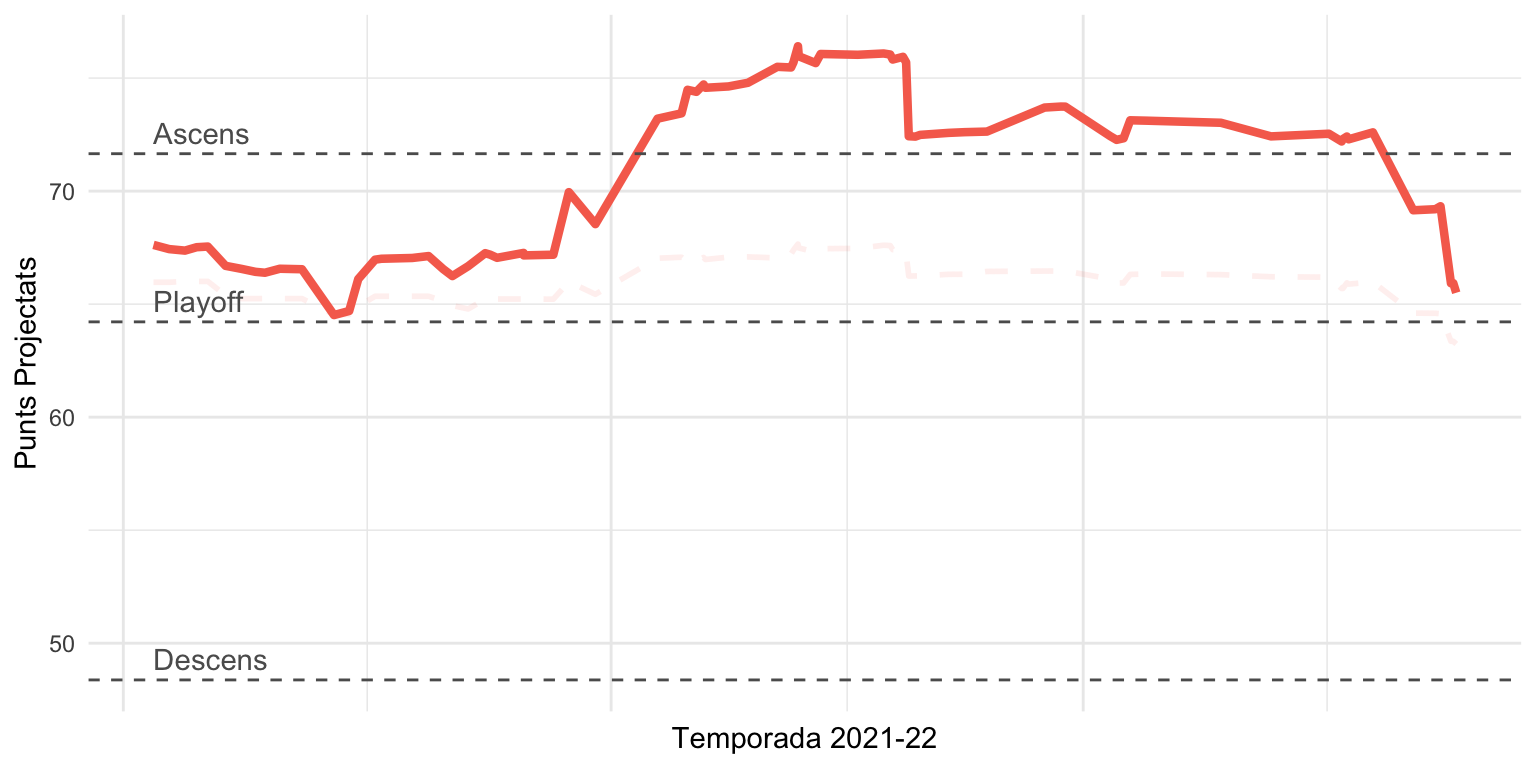 Ascens
70
Playoff
60
50
Descens
Punts Projectats
Temporada 2021-22